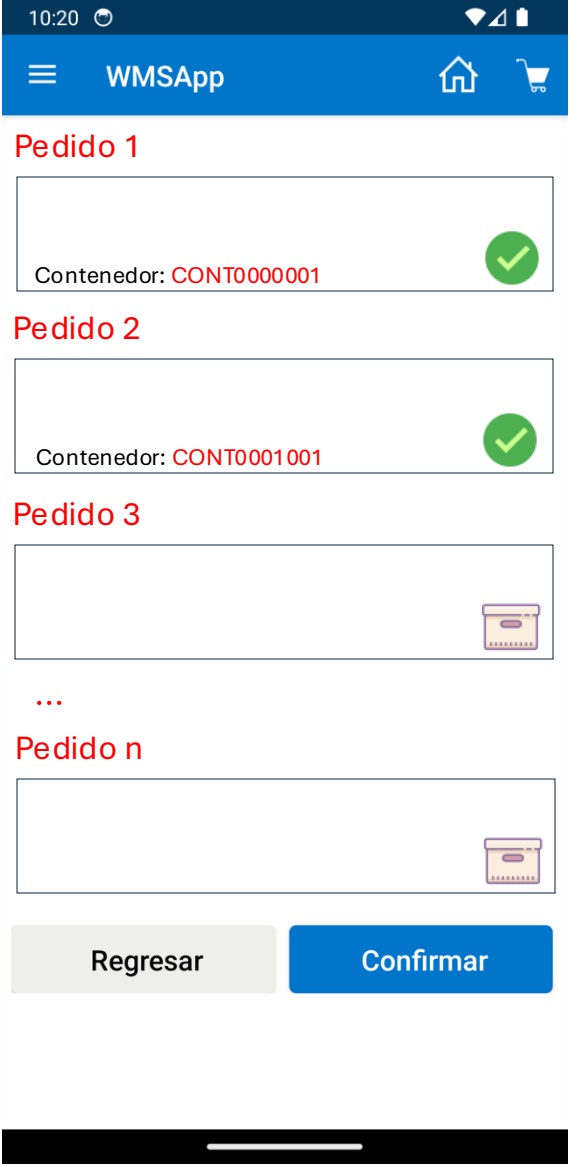 10:20
WMSApp
Pedido 1
Contenedor: CONT0000001
Pedido 2
Contenedor: CONT0001001
Pedido 3
...
Pedido n
Regresar
Confirmar